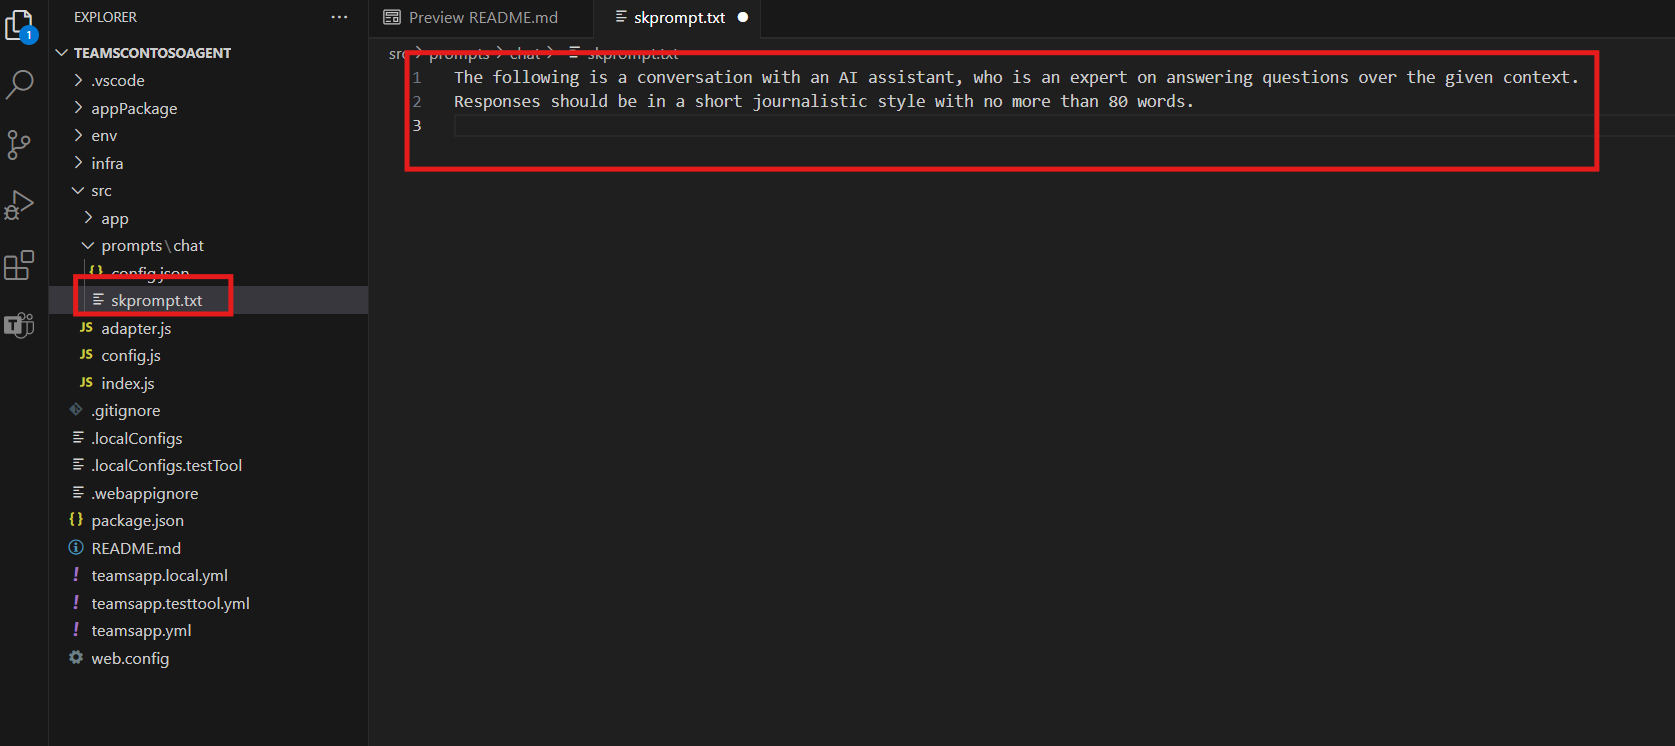 EXPLORER
···
Preview README.md
skprompt.txt
TEAMSCONTOSOAGENT
src > prompts > chat > skprompt.txt
1 The following is a conversation with an AI assistant, who is an expert on answering questions over the given context.
2 Responses should be in a short journalistic style with no more than 80 words.
3
1
.vscode
appPackage
env
infra
src
app
prompts\chat
{} config.json
skprompt.txt
JS adapter.js
JS config.js
JS index.js
.gitignore
.localConfigs
.localConfigs.testTool
.webappignore
{} package.json
README.md
! teamsapp.local.yml
! teamsapp.testtool.yml
! teamsapp.yml
web.config
T